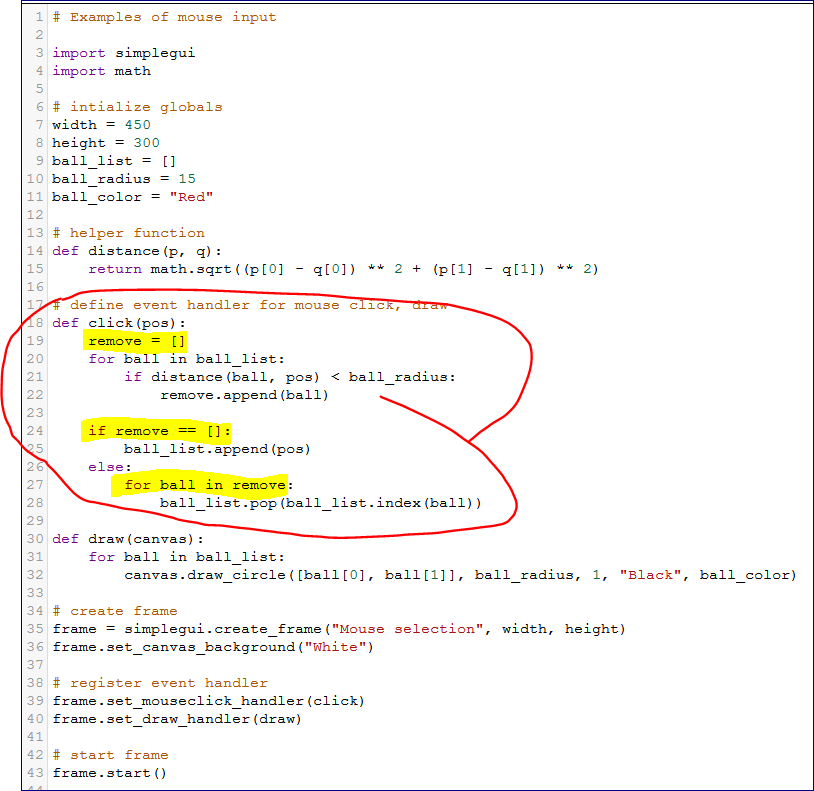 1 # Examples of mouse input
2
3 import simplegui
4 import math
5
6 # intialize globals
7 width = 450
8 height = 300
9 ball_list = []
10 ball_radius = 15
11 ball_color = "Red"
12
13 # helper function
14 def distance(p, q):
15     return math.sqrt((p[0] - q[0]) ** 2 + (p[1] - q[1]) ** 2)
16
17 # define event handler for mouse click, draw
18 def click(pos):
19     remove = []
20     for ball in ball_list:
21         if distance(ball, pos) < ball_radius:
22             remove.append(ball)
23
24     if remove == []:
25         ball_list.append(pos)
26     else:
27         for ball in remove:
28             ball_list.pop(ball_list.index(ball))
29
30 def draw(canvas):
31     for ball in ball_list:
32         canvas.draw_circle([ball[0], ball[1]], ball_radius, 1, "Black", ball_color)
33
34 # create frame
35 frame = simplegui.create_frame("Mouse selection", width, height)
36 frame.set_canvas_background("White")
37
38 # register event handler
39 frame.set_mouseclick_handler(click)
40 frame.set_draw_handler(draw)
41
42 # start frame
43 frame.start()
44